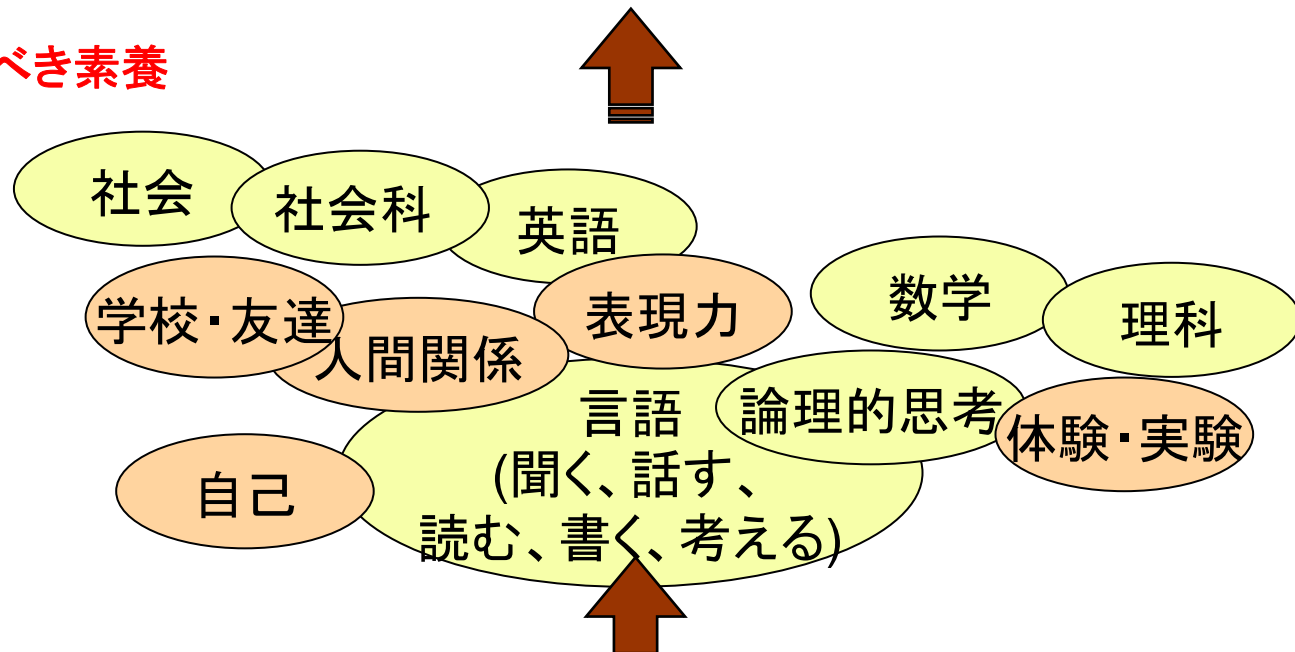 べき素養
社会
社会科
英語
学校・友達
人間関係
表現力
数学
理科
言語
(聞く、話す、
読む、書く、考える)
論理的思考
体験・実験
自己